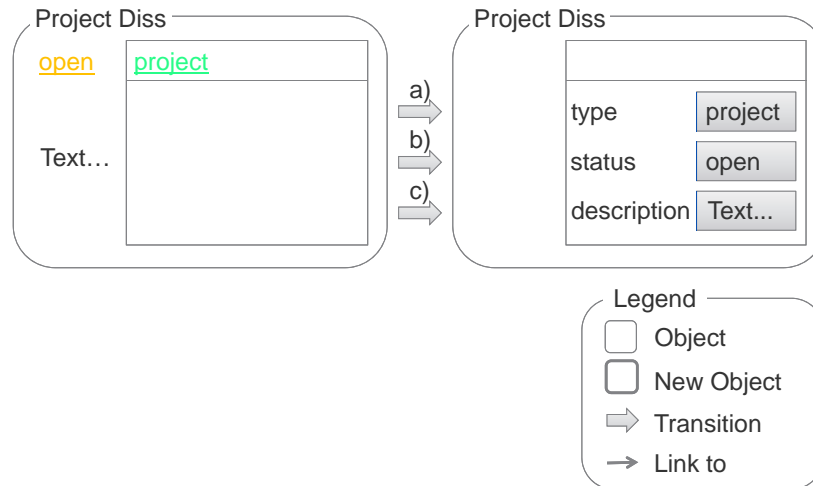 Project Diss
open project
Text…
a)
b)
c)
Project Diss
type project
status open
description Text...
Legend
Object
New Object
Transition
Link to